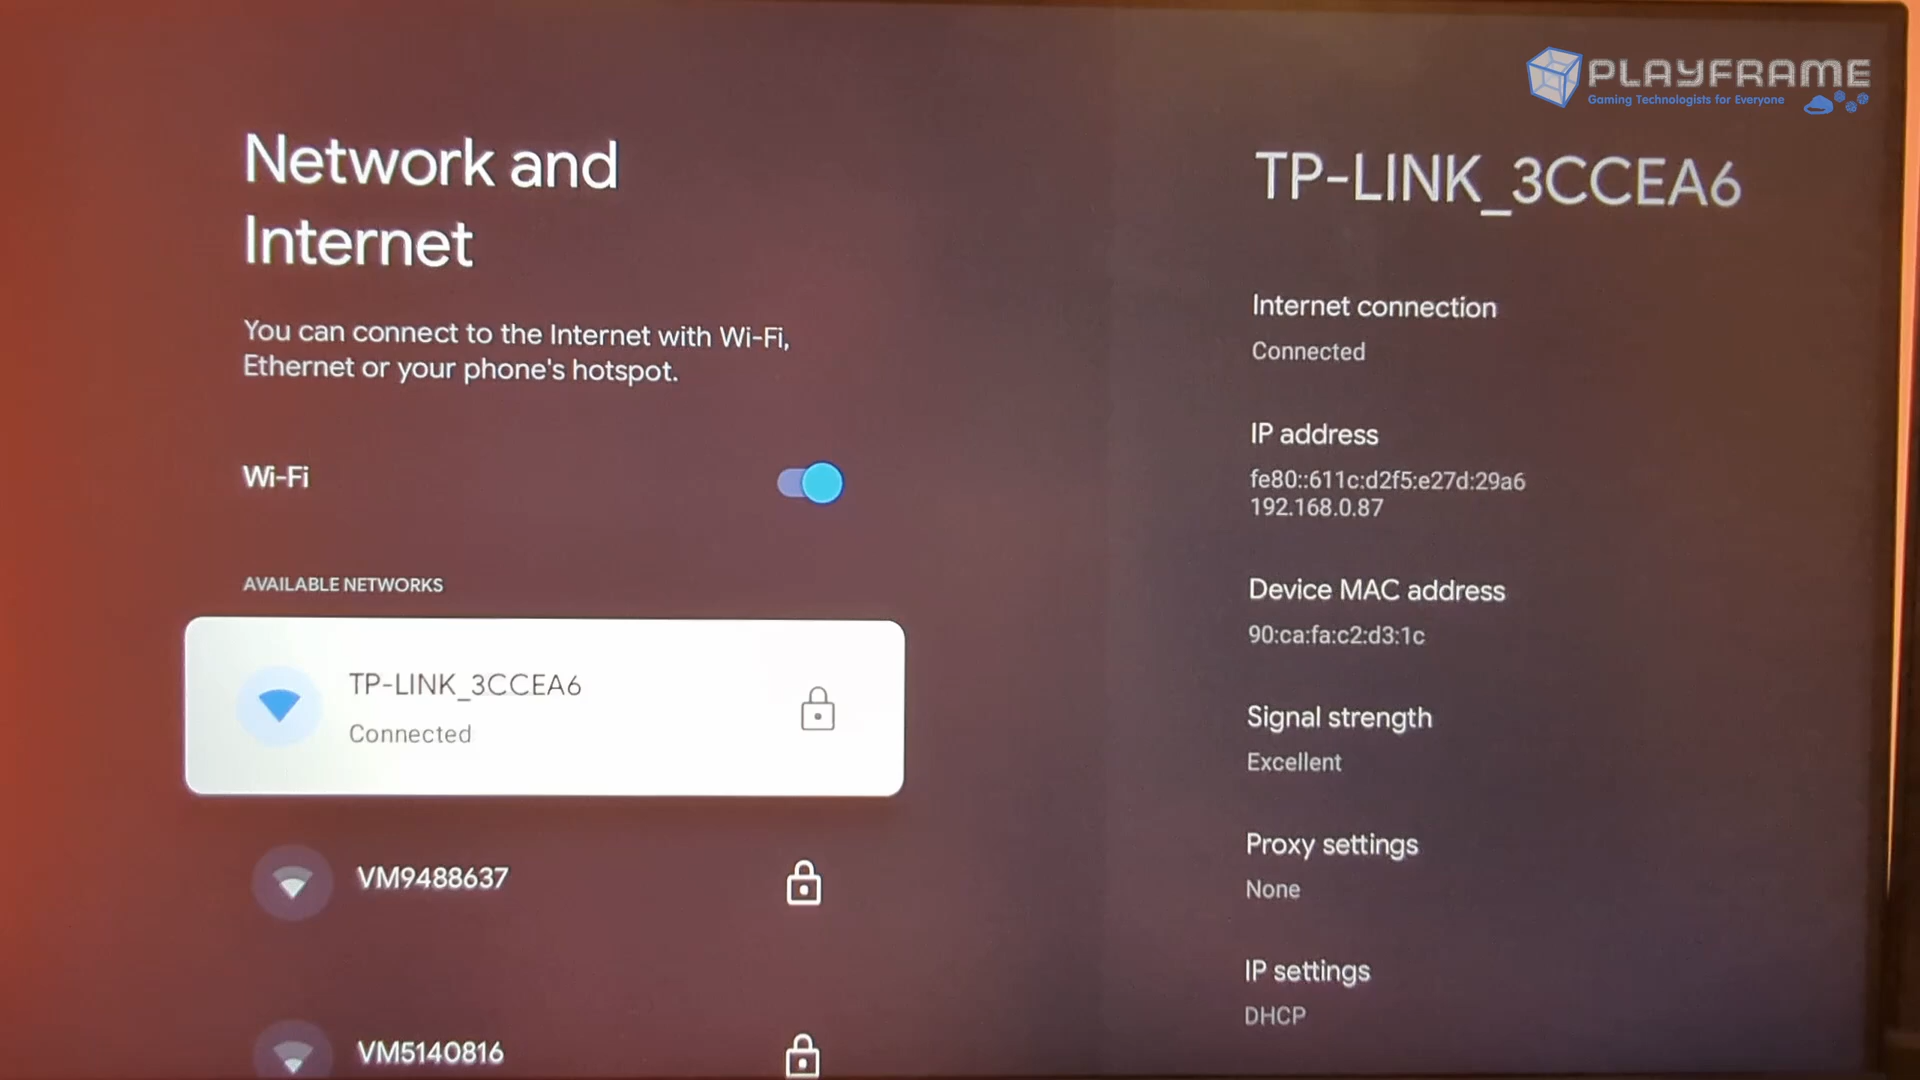 PLAYFRAME
Gaming Technologists for Everyone
Network and
Internet
You can connect to the Internet with Wi-Fi,
Ethernet or your phone's hotspot.
Wi-Fi
AVAILABLE NETWORKS
TP-LINK_3CCEA6
Connected
VM9488637
VM5140816
TP-LINK_3CCEA6
Internet connection
Connected
IP address
fe80::611c:d2f5:e27d:29a6
192.168.0.87
Device MAC address
90:ca:fa:c2:d3:1c
Signal strength
Excellent
Proxy settings
None
IP settings
DHCP